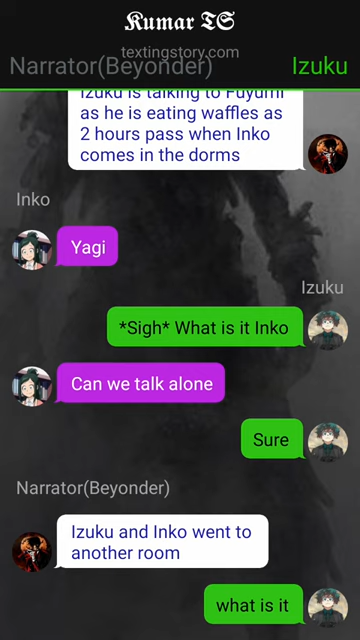 Kumar TS
textingstory.com
Narrator(Beyonder)
Izuku
Izuku is talking to Fuyumi
as he is eating waffles as
2 hours pass when Inko
comes in the dorms
Inko
Yagi
Izuku
*Sigh* What is it Inko
Can we talk alone
Sure
Narrator(Beyonder)
Izuku and Inko went to
another room
what is it